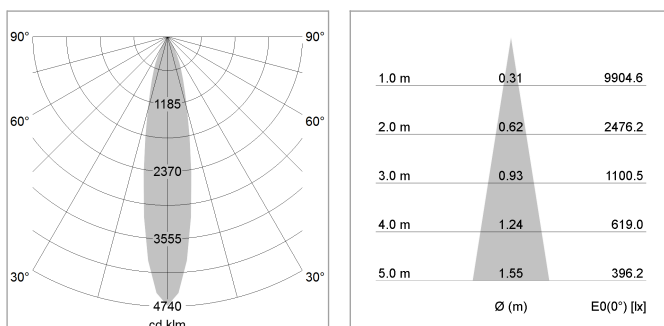 90° 90°
1185
60° 60°
2370
3555
30° 30°
4740
cd klm
1.0 m 0.31 9904.6
2.0 m 0.62 2476.2
3.0 m 0.93 1100.5
4.0 m 1.24 619.0
5.0 m 1.55 396.2
Ø (m) E0(0°) [lx]